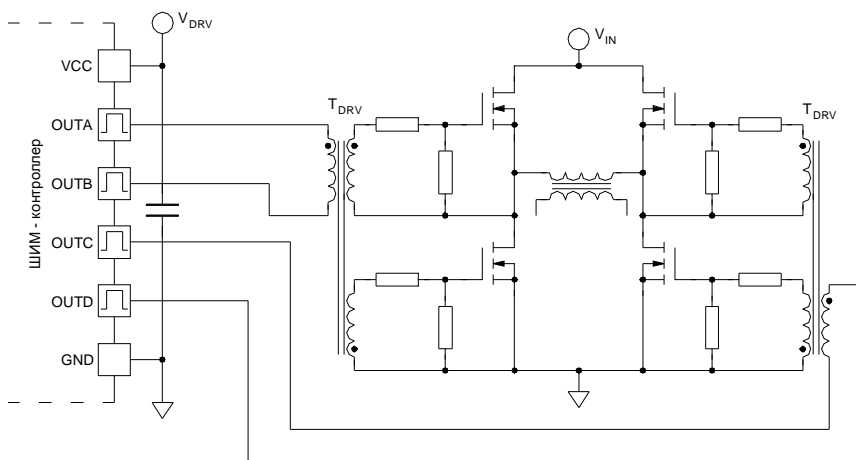 V_DRV
V_IN
VCC
T_DRV
T_DRV
OUTA
OUTB
ШИМ - контроллер
OUTC
OUTD
GND